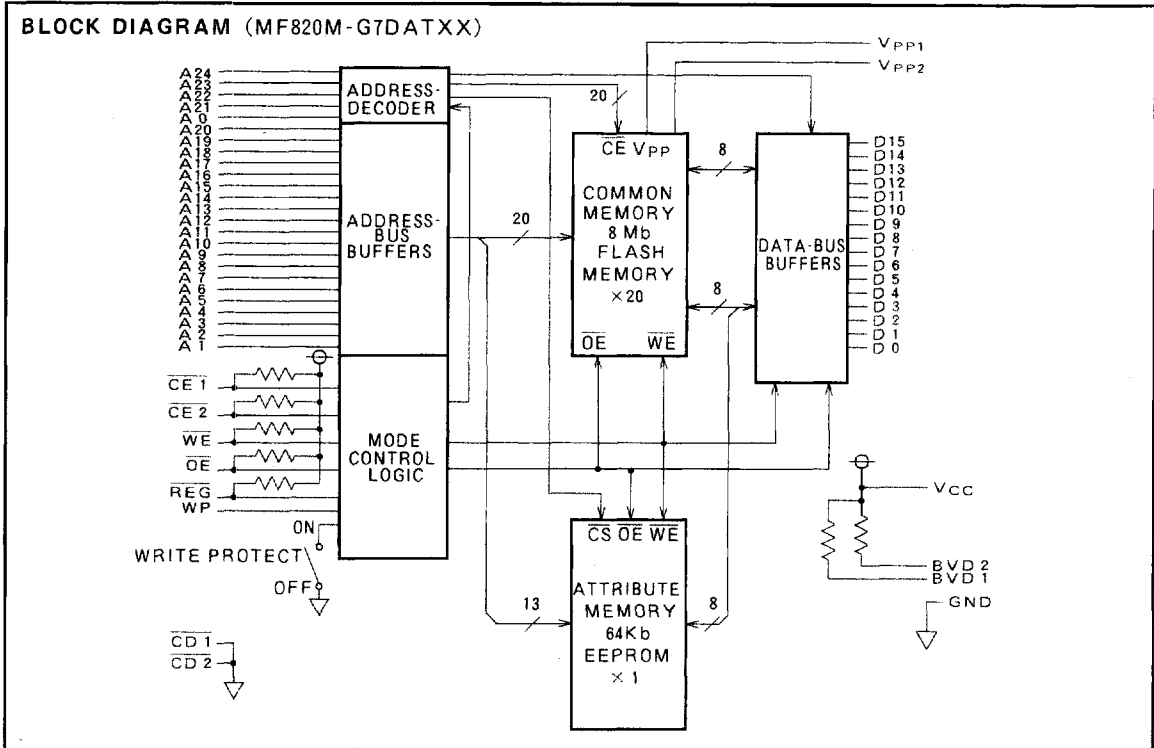 BLOCK DIAGRAM (MF820M-G7DATXX)
VPP1
VPP2
A24
A23
A22
A21
A0
A20
A19
A18
A17
A16
A15
A14
A13
A12
A11
A10
A9
A8
A7
A6
A5
A4
A3
A2
A1
ADDRESS-
DECODER
ADDRESS-
BUS
BUFFERS
20
20
CE VPP
COMMON
MEMORY
8 Mb
FLASH
MEMORY
×20
OE WE
8
8
DATA-BUS
BUFFERS
D15
D14
D13
D12
D11
D10
D9
D8
D7
D6
D5
D4
D3
D2
D1
D0
CE1
CE2
WE
OE
REG
WP
MODE
CONTROL
LOGIC
ON
WRITE PROTECT
OFF
CS OE WE
ATTRIBUTE
MEMORY
64Kb
EEPROM
×1
13
8
VCC
BVD2
BVD1
GND
CD1
CD2